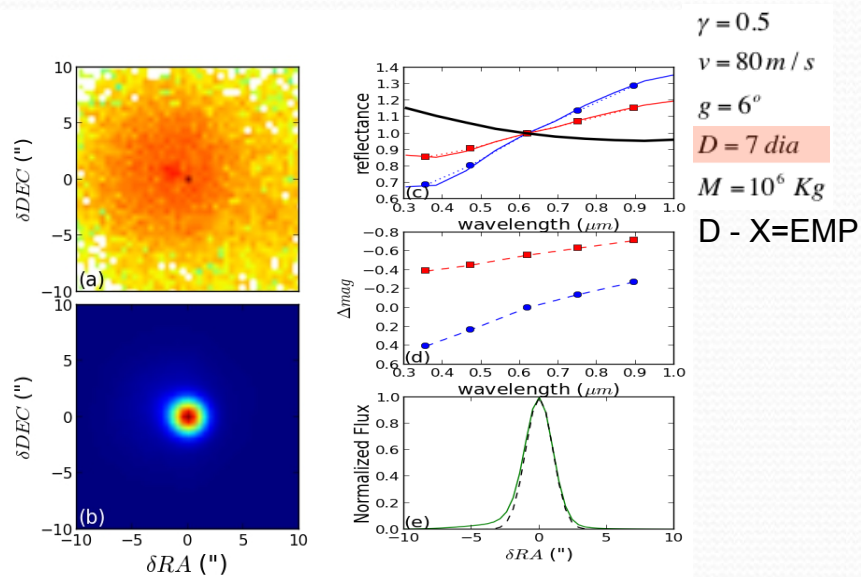 10
5
0
−5
−10
δDEC (")
(a)
10
5
0
−5
−10
δDEC (")
(b)
−10 −5 0 5 10
δRA (")
1.4
1.3
1.2
1.1
1.0
0.9
0.8
0.7
0.6
reflectance
(c)
0.3 0.4 0.5 0.6 0.7 0.8 0.9 1.0
wavelength (μm)
−0.8
−0.6
−0.4
−0.2
0.0
0.2
0.4
0.6
Δmag
(d)
0.3 0.4 0.5 0.6 0.7 0.8 0.9 1.0
wavelength (μm)
1.0
0.8
0.6
0.4
0.2
0.0
Normalized Flux
(e)
−10 −5 0 5 10
δRA (")
γ = 0.5
v = 80 m / s
g = 6°
D = 7 dia
M = 10⁶ Kg
D - X=EMP